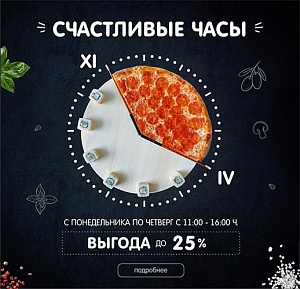 СЧАСТЛИВЫЕ ЧАСЫ
XI
IV
С ПОНЕДЕЛЬНИКА ПО ЧЕТВЕРГ С 11:00 - 16:00 Ч
ВЫГОДА ДО 25%
подробнее